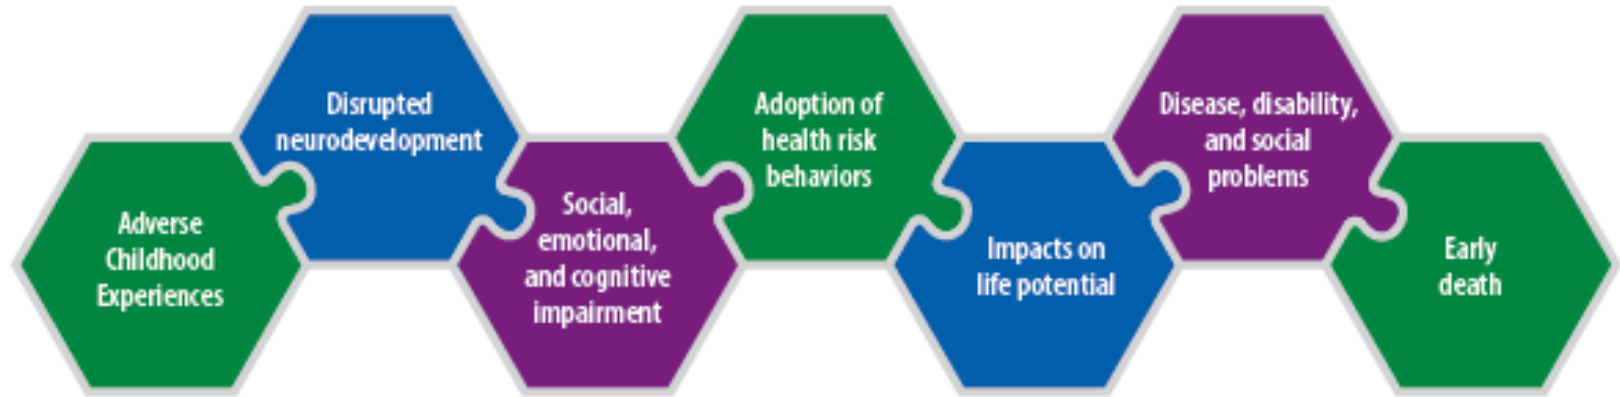 Adverse
Childhood
Experiences
Disrupted
neurodevelopment
Social,
emotional,
and cognitive
impairment
Adoption of
health risk
behaviors
Impacts on
life potential
Disease, disability,
and social
problems
Early
death